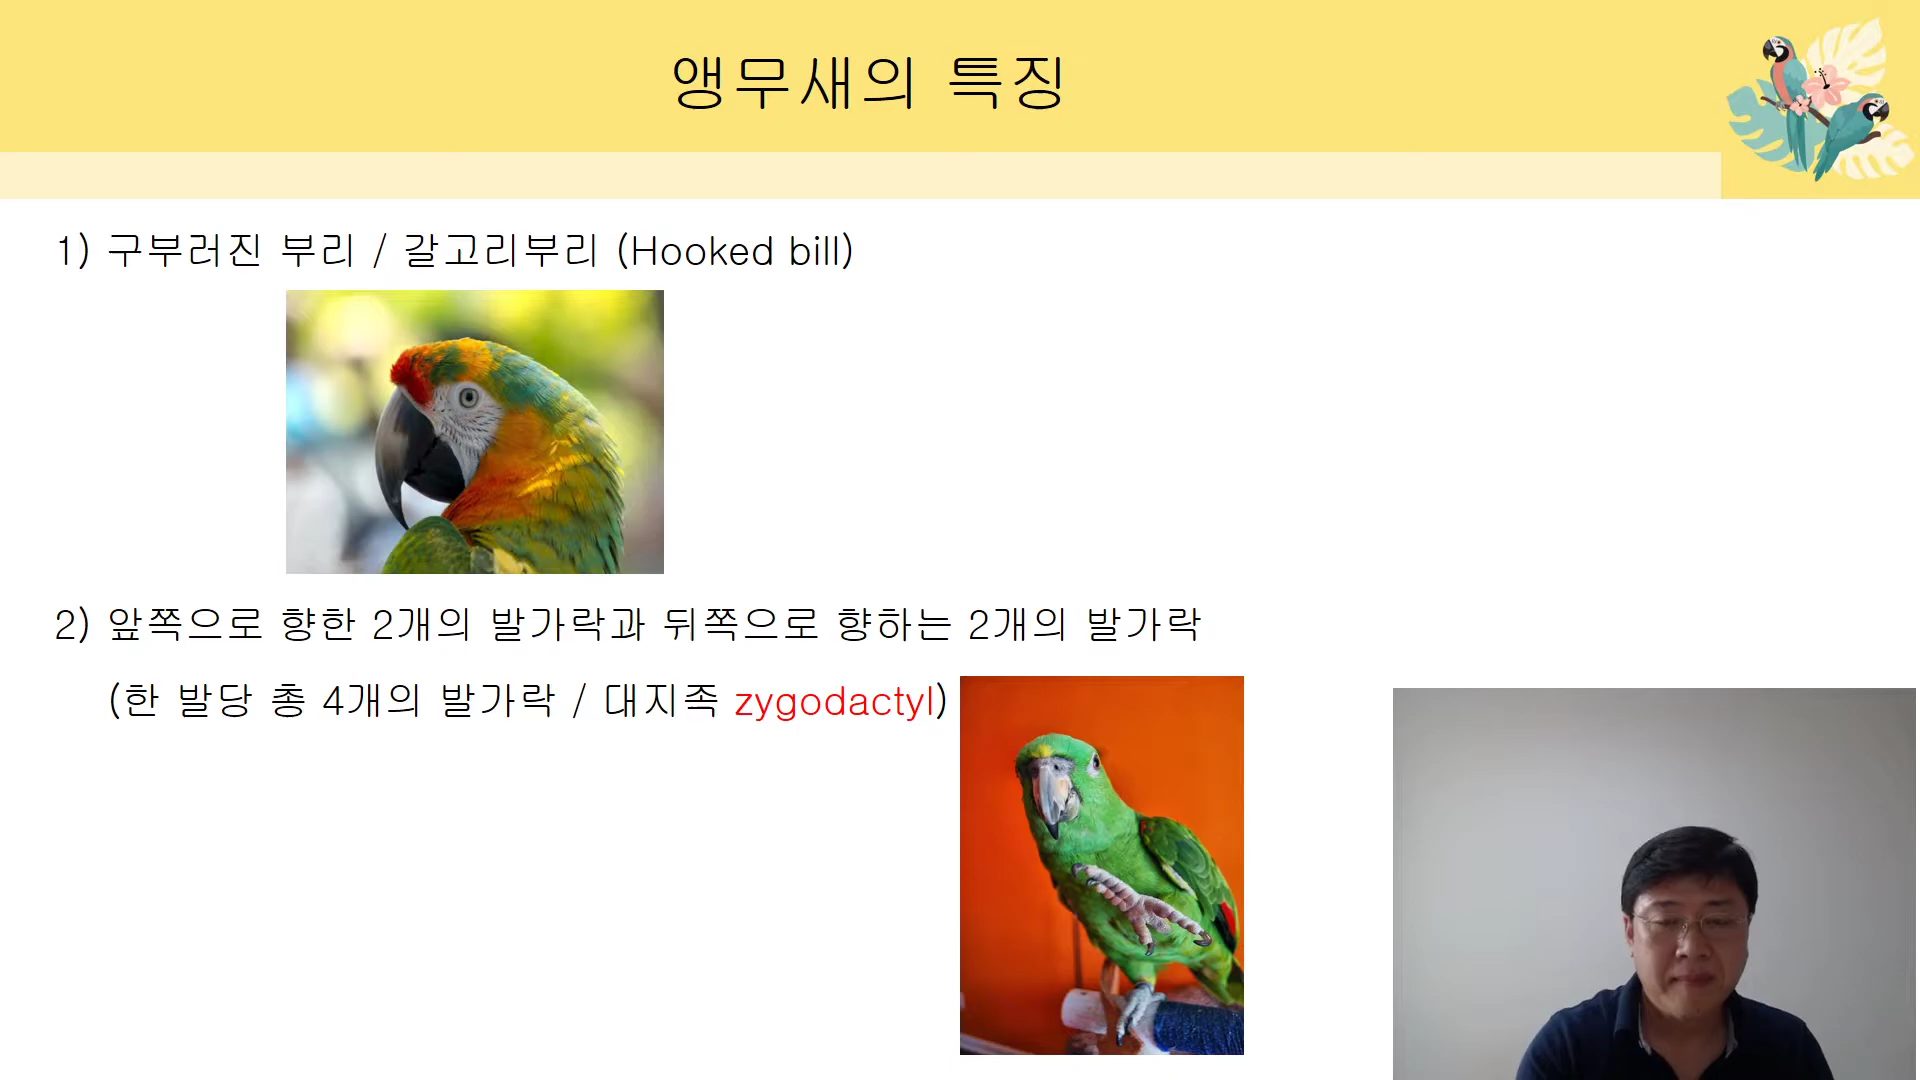 앵무새의 특징
1) 구부러진 부리 / 갈고리부리 (Hooked bill)
2) 앞쪽으로 향한 2개의 발가락과 뒤쪽으로 향하는 2개의 발가락
(한 발당 총 4개의 발가락 / 대지족 zygodactyl)